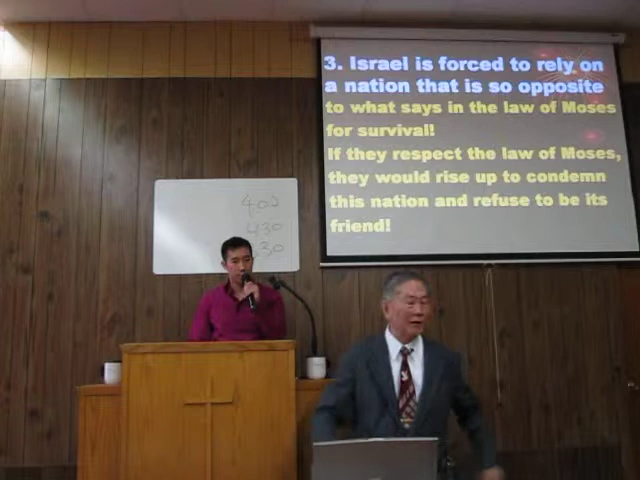 3. Israel is forced to rely on
a nation that is so opposite
to what says in the law of Moses
for survival!
If they respect the law of Moses,
they would rise up to condemn
this nation and refuse to be its
friend!
402
430